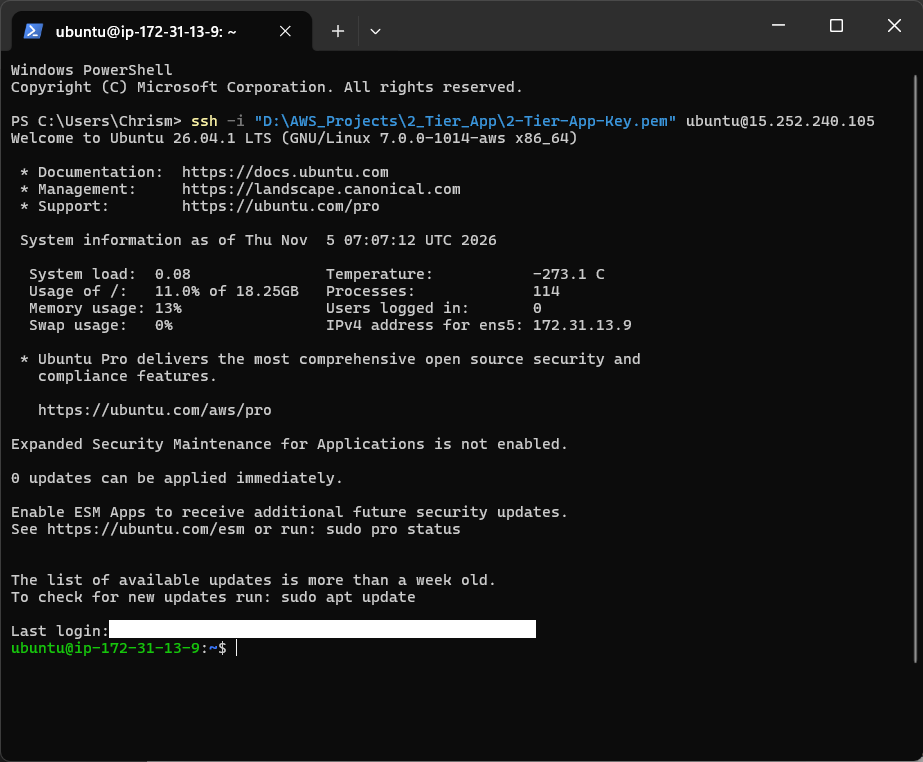 ubuntu@ip-172-31-13-9: ~
Windows PowerShell
Copyright (C) Microsoft Corporation. All rights reserved.
PS C:\Users\Chrism> ssh -i "D:\AWS_Projects\2_Tier_App\2-Tier-App-Key.pem" ubuntu@15.252.240.105
Welcome to Ubuntu 26.04.1 LTS (GNU/Linux 7.0.0-1014-aws x86_64)
* Documentation:  https://docs.ubuntu.com
* Management:     https://landscape.canonical.com
* Support:        https://ubuntu.com/pro
System information as of Thu Nov  5 07:07:12 UTC 2026
System load:  0.08               Temperature:           -273.1 C
Usage of /:   11.0% of 18.25GB   Processes:             114
Memory usage: 13%                Users logged in:       0
Swap usage:   0%                 IPv4 address for ens5: 172.31.13.9
* Ubuntu Pro delivers the most comprehensive open source security and
compliance features.
https://ubuntu.com/aws/pro
Expanded Security Maintenance for Applications is not enabled.
0 updates can be applied immediately.
Enable ESM Apps to receive additional future security updates.
See https://ubuntu.com/esm or run: sudo pro status
The list of available updates is more than a week old.
To check for new updates run: sudo apt update
Last login:
ubuntu@ip-172-31-13-9:~$